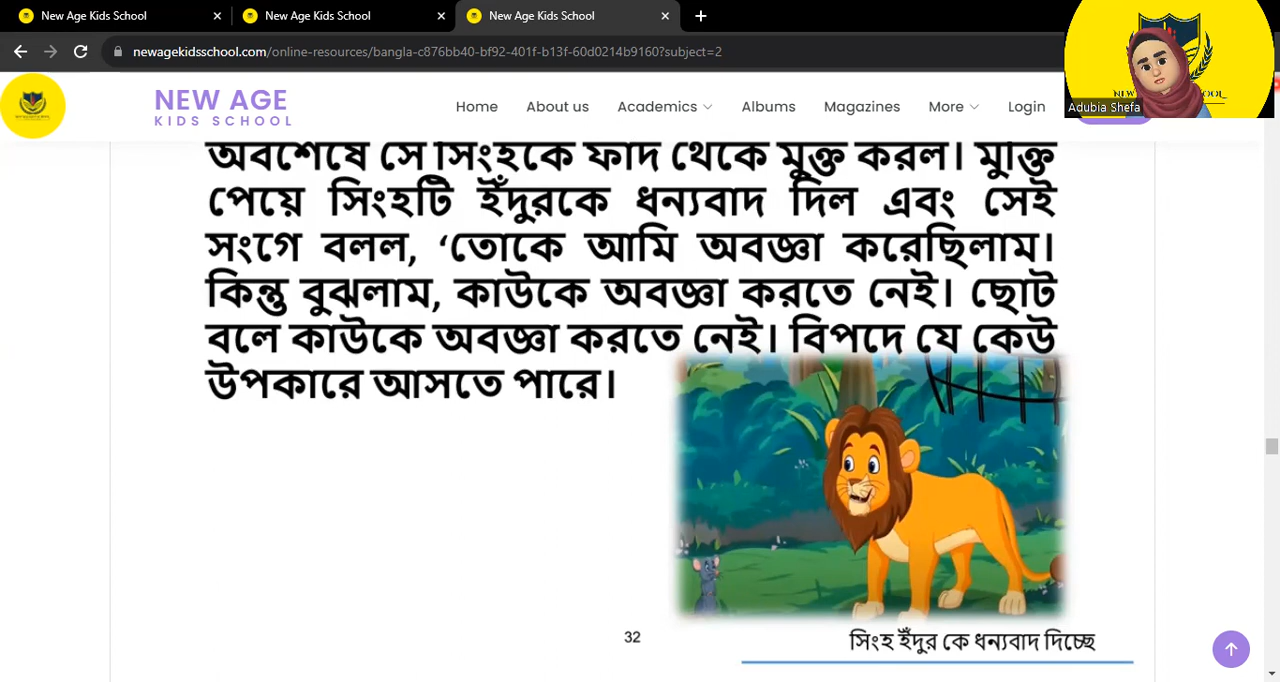 New Age Kids School
New Age Kids School
New Age Kids School
newagekidsschool.com/online-resources/bangla-c876bb40-bf92-401f-b13f-60d0214b9160?subject=2
Adubia Shefa
NEW AGE
KIDS SCHOOL
Home About us Academics Albums Magazines More Login
অবশেষে সে সিংহকে ফাঁদ থেকে মুক্ত করল। মুক্তি
পেয়ে সিংহটি ইঁদুরকে ধন্যবাদ দিল এবং সেই
সংগে বলল, ‘তোকে আমি অবজ্ঞা করেছিলাম।
কিন্তু বুঝলাম, কাউকে অবজ্ঞা করতে নেই। ছোট
বলে কাউকে অবজ্ঞা করতে নেই। বিপদে যে কেউ
উপকারে আসতে পারে।
32
সিংহ ইঁদুর কে ধন্যবাদ দিচ্ছে